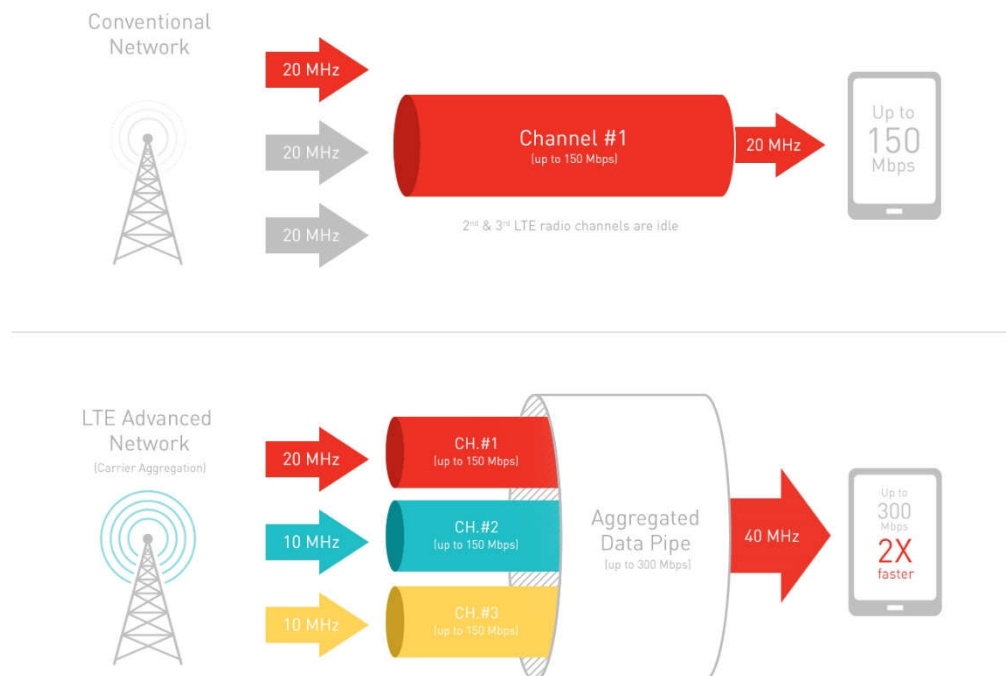 Conventional
Network
20 MHz
20 MHz
20 MHz
Channel #1
(up to 150 Mbps)
20 MHz
Up to
150
Mbps
2nd & 3rd LTE radio channels are idle
LTE Advanced
Network
(Carrier Aggregation)
20 MHz
10 MHz
10 MHz
CH.#1
(up to 150 Mbps)
CH.#2
(up to 150 Mbps)
CH.#3
(up to 150 Mbps)
Aggregated
Data Pipe
(up to 300 Mbps)
40 MHz
Up to
300
Mbps
2X
faster